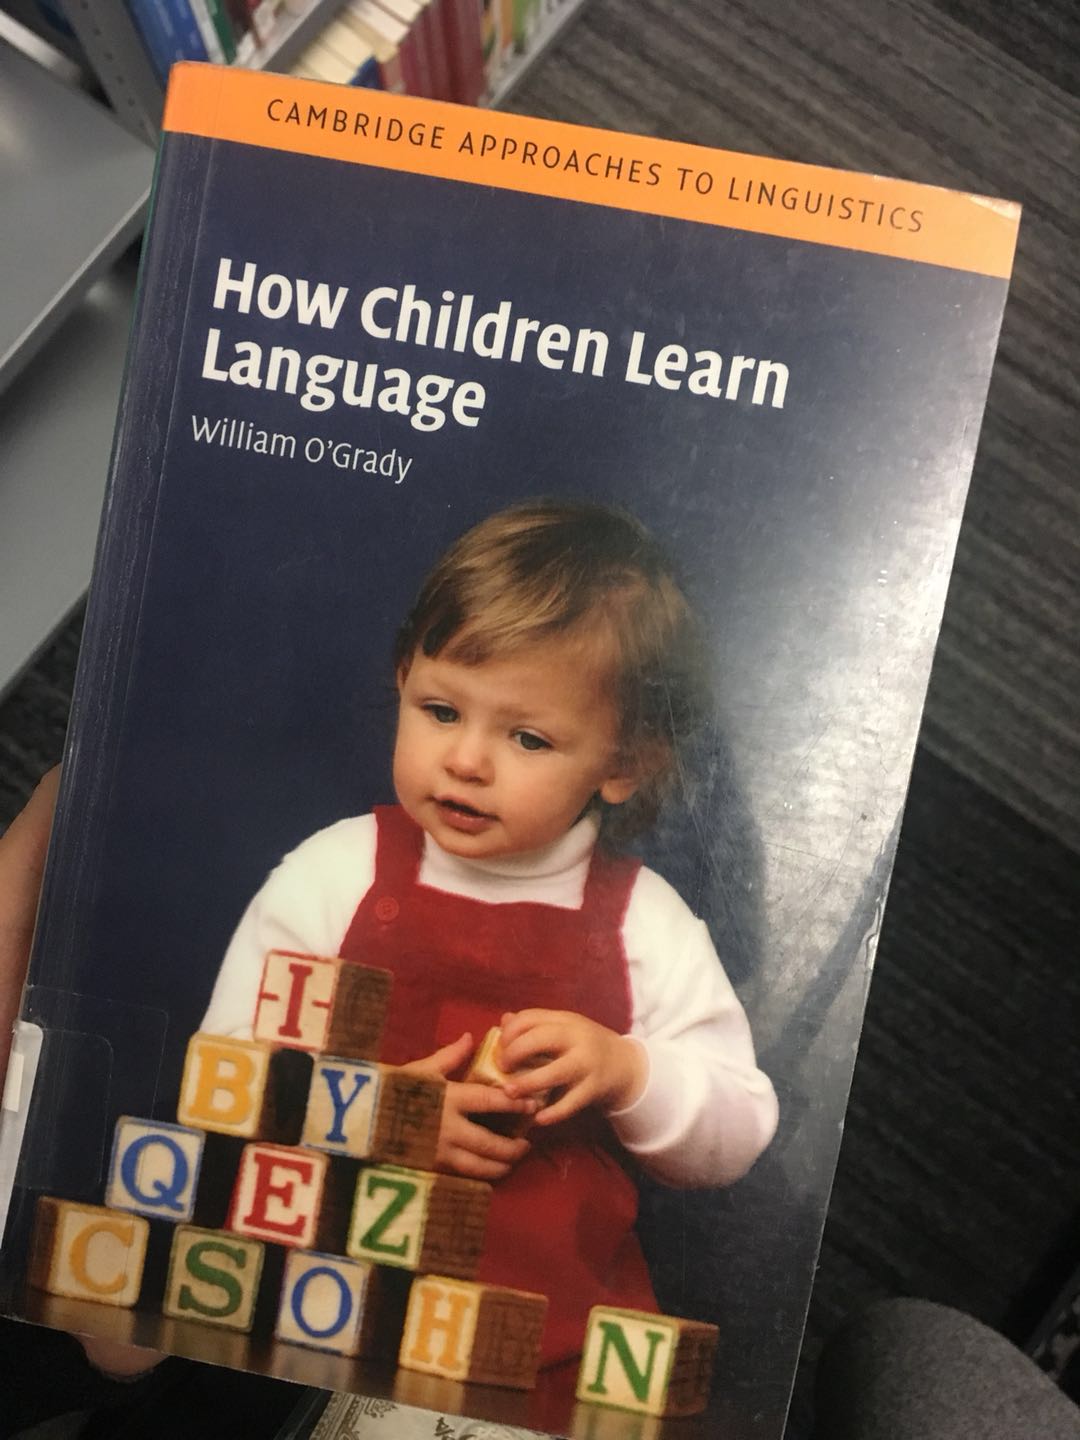 CAMBRIDGE APPROACHES TO LINGUISTICS
How Children Learn
Language
William O'Grady
I
B Y
Q E Z
C S O H N